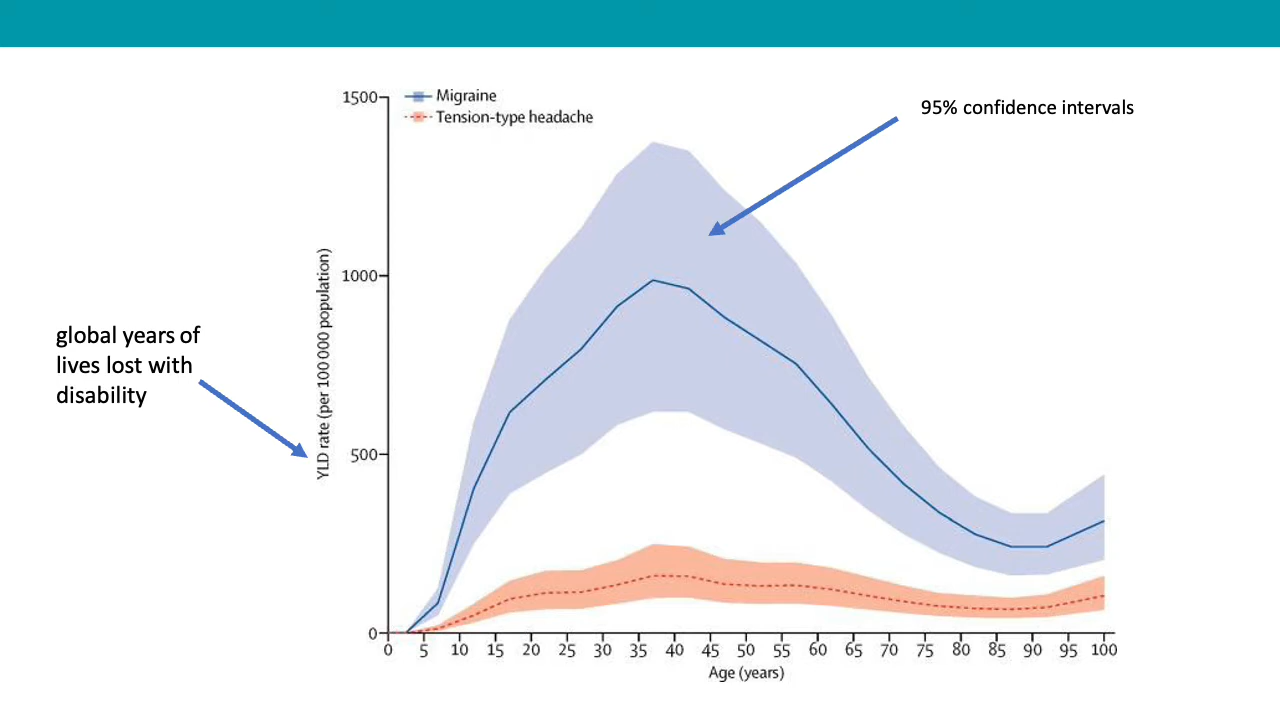 1500
Migraine
Tension-type headache
95% confidence intervals
1000
YLD rate (per 100 000 population)
global years of
lives lost with
disability
500
0
0 5 10 15 20 25 30 35 40 45 50 55 60 65 70 75 80 85 90 95 100
Age (years)